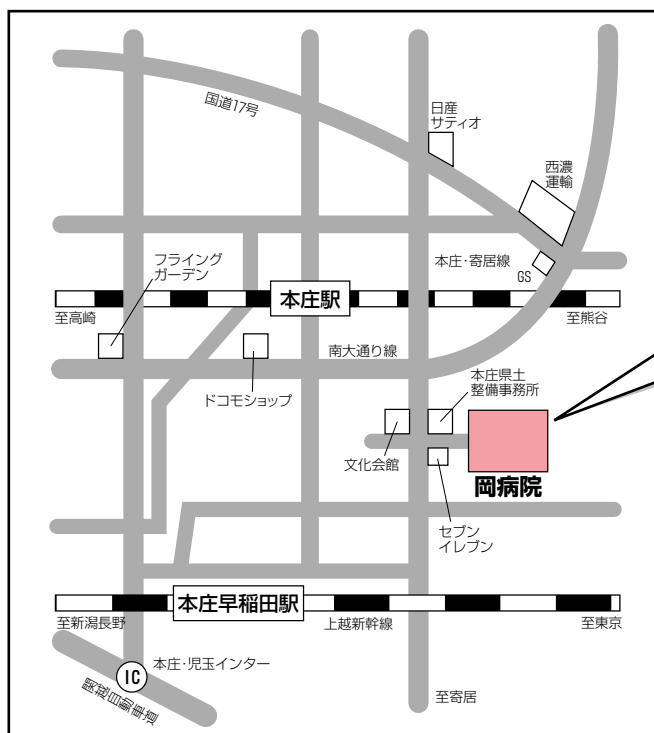 国道17号
日産
サティオ
西濃
運輸
フライング
ガーデン
本庄・寄居線
GS
本庄駅
至高崎
至熊谷
南大通り線
本庄県土
整備事務所
ドコモショップ
文化会館
岡病院
セブン
イレブン
本庄早稲田駅
至新潟長野
上越新幹線
至東京
本庄・児玉インター
IC
関越自動車道
至寄居